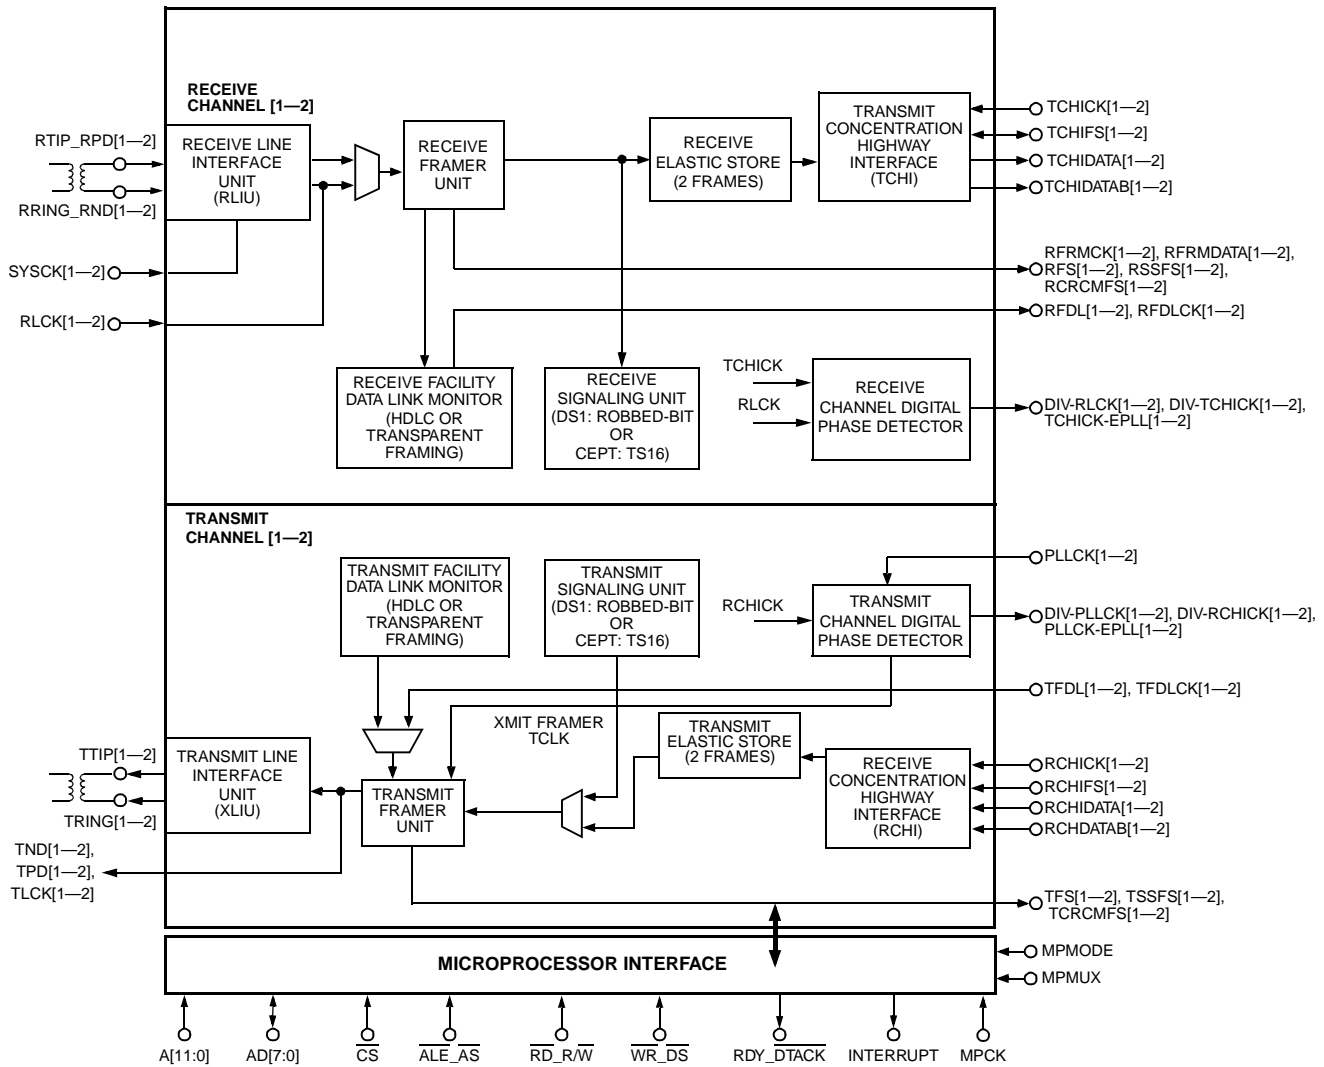 RECEIVE
CHANNEL [1—2]
RTIP_RPD[1—2]
RRING_RND[1—2]
SYSCK[1—2]
RLCK[1—2]
RECEIVE LINE
INTERFACE
UNIT
(RLIU)
RECEIVE
FRAMER
UNIT
RECEIVE
ELASTIC STORE
(2 FRAMES)
TRANSMIT
CONCENTRATION
HIGHWAY
INTERFACE
(TCHI)
TCHICK[1—2]
TCHIFS[1—2]
TCHIDATA[1—2]
TCHIDATAB[1—2]
RFRMCK[1—2], RFRMDATA[1—2],
RFS[1—2], RSSFS[1—2],
RCRCMFS[1—2]
RFDL[1—2], RFDLCK[1—2]
RECEIVE FACILITY
DATA LINK MONITOR
(HDLC OR
TRANSPARENT
FRAMING)
RECEIVE
SIGNALING UNIT
(DS1: ROBBED-BIT
OR
CEPT: TS16)
TCHICK
RLCK
RECEIVE
CHANNEL DIGITAL
PHASE DETECTOR
DIV-RLCK[1—2], DIV-TCHICK[1—2],
TCHICK-EPLL[1—2]
TRANSMIT
CHANNEL [1—2]
TRANSMIT FACILITY
DATA LINK MONITOR
(HDLC OR
TRANSPARENT
FRAMING)
TRANSMIT
SIGNALING UNIT
(DS1: ROBBED-BIT
OR
CEPT: TS16)
RCHICK
TRANSMIT
CHANNEL DIGITAL
PHASE DETECTOR
PLLCK[1—2]
DIV-PLLCK[1—2], DIV-RCHICK[1—2],
PLLCK-EPLL[1—2]
TFDL[1—2], TFDLCK[1—2]
XMIT FRAMER
TCLK
TRANSMIT
ELASTIC STORE
(2 FRAMES)
TTIP[1—2]
TRING[1—2]
TRANSMIT LINE
INTERFACE
UNIT
(XLIU)
TRANSMIT
FRAMER
UNIT
RECEIVE
CONCENTRATION
HIGHWAY
INTERFACE
(RCHI)
RCHICK[1—2]
RCHIFS[1—2]
RCHIDATA[1—2]
RCHDATAB[1—2]
TND[1—2],
TPD[1—2],
TLCK[1—2]
TFS[1—2], TSSFS[1—2],
TCRCMFS[1—2]
MICROPROCESSOR INTERFACE
MPMODE
MPMUX
A[11:0]
AD[7:0]
CS
ALE_AS
RD_R/W
WR_DS
RDY_DTACK
INTERRUPT
MPCK